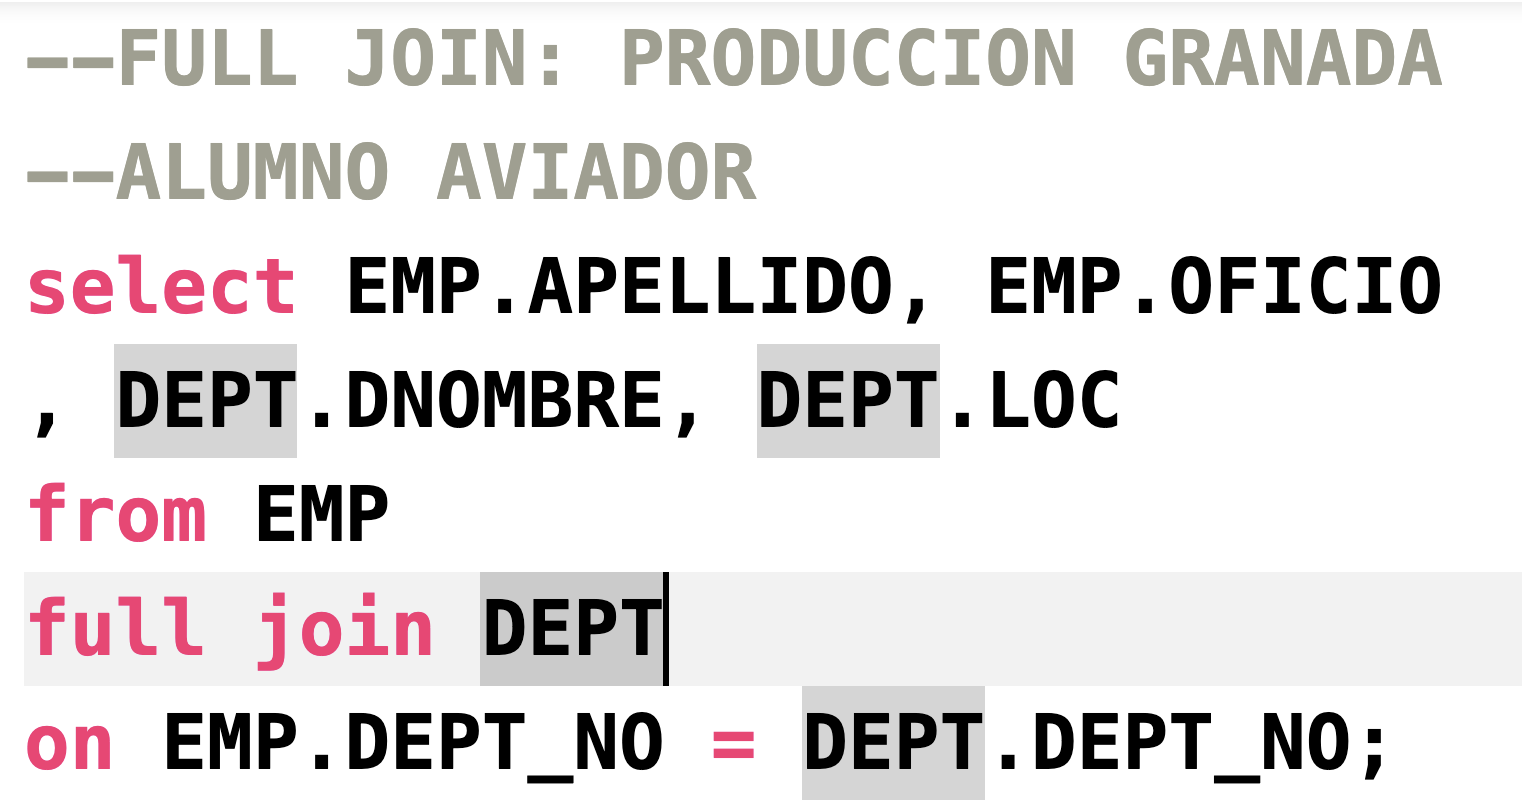 --FULL JOIN: PRODUCCION GRANADA
--ALUMNO AVIADOR
select EMP.APELLIDO, EMP.OFICIO
, DEPT.DNOMBRE, DEPT.LOC
from EMP
full join DEPT
on EMP.DEPT_NO = DEPT.DEPT_NO;